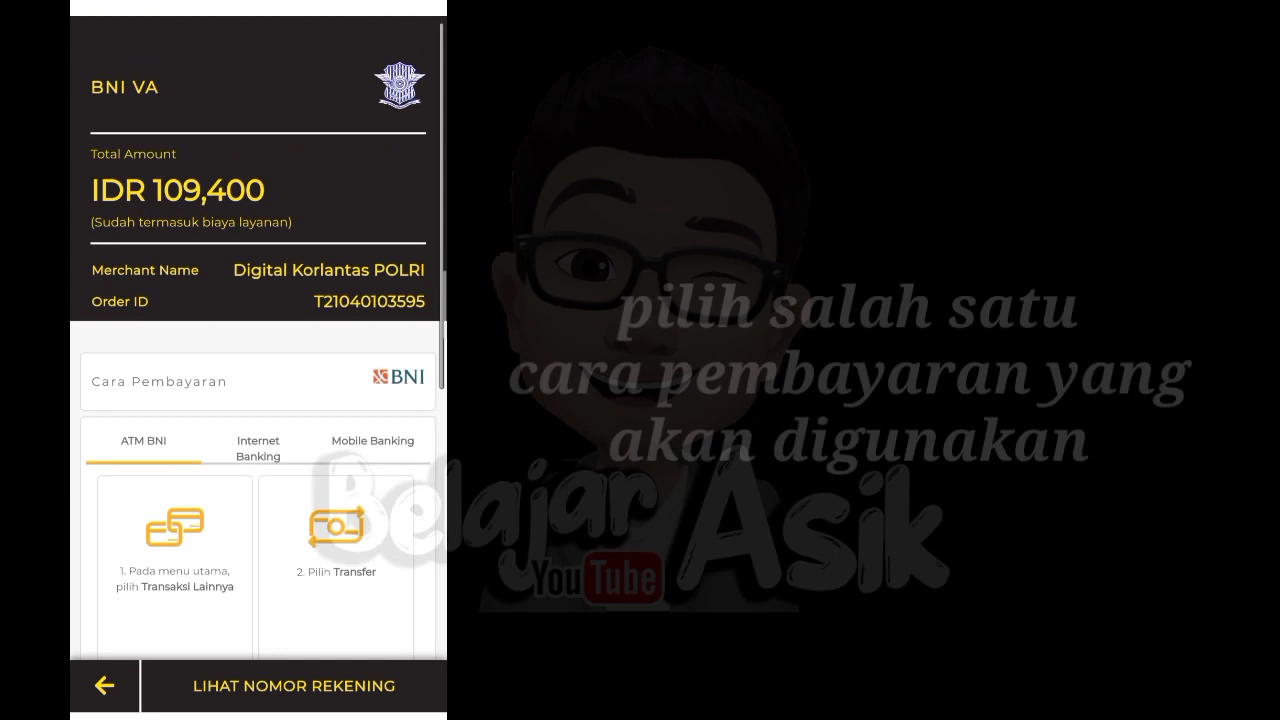 BNI VA
Total Amount
IDR 109,400
(Sudah termasuk biaya layanan)
Merchant Name Digital Korlantas POLRI
Order ID T21040103595
Cara Pembayaran BNI
ATM BNI
Internet
Banking
Mobile Banking
1. Pada menu utama,
pilih Transaksi Lainnya
2. Pilih Transfer
LIHAT NOMOR REKENING
pilih salah satu
cara pembayaran yang
akan digunakan
Belajar Asik
YouTube